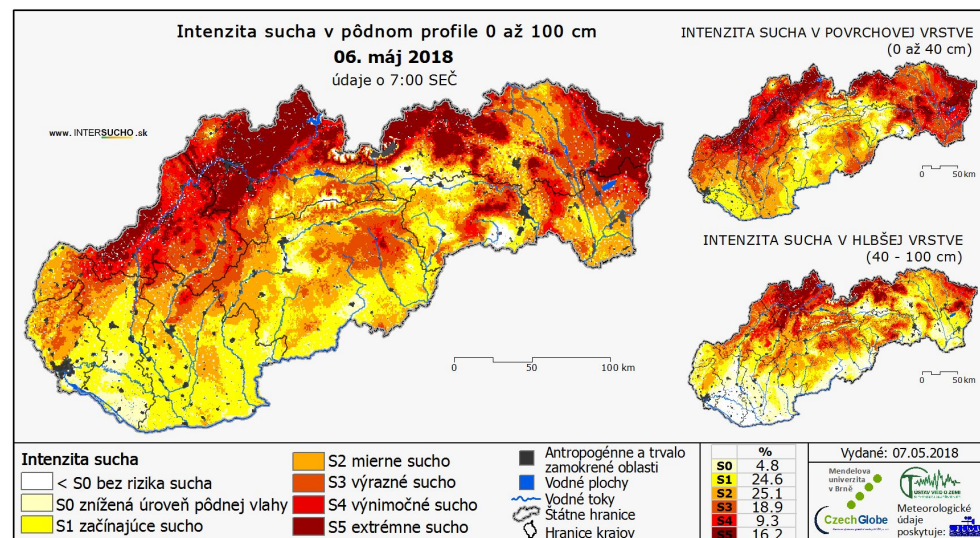 Intenzita sucha v pôdnom profile 0 až 100 cm
06. máj 2018
údaje o 7:00 SEČ
www. INTERSUCHO .sk
0 50 100 km
INTENZITA SUCHA V POVRCHOVEJ VRSTVE
(0 až 40 cm)
0 50 km
INTENZITA SUCHA V HLBŠEJ VRSTVE
(40 - 100 cm)
0 50 km
Intenzita sucha
< S0 bez rizika sucha
S0 znížená úroveň pôdnej vlahy
S1 začínajúce sucho
S2 mierne sucho
S3 výrazné sucho
S4 výnimočné sucho
S5 extrémne sucho
Antropogénne a trvalo
zamokrené oblasti
Vodné plochy
Vodné toky
Štátne hranice
Hranice krajov
%
S0 4.8
S1 24.6
S2 25.1
S3 18.9
S4 9.3
S5 16.2
Vydané: 07.05.2018
Mendelova
univerzita
v Brně
CzechGlobe
ÚSTAV VĚD O ZEMI
Meteorologické
údaje
poskytuje: